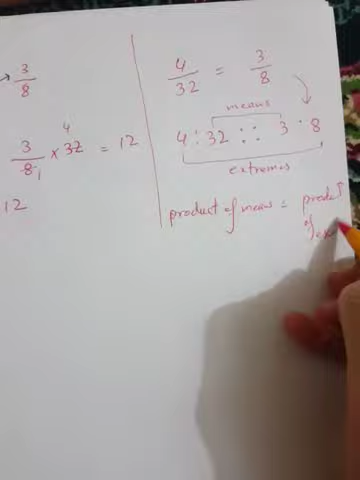 → 3/8
3/8 1 × 32 4 = 12
12
4/32 = 3/8
means
4 : 32 :: 3 : 8
extremes
product of means = product
of ex